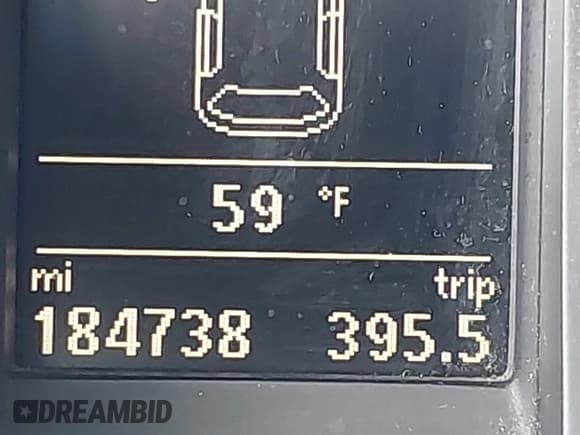 59 °F
mi trip
184738 395.5
DREAMBID